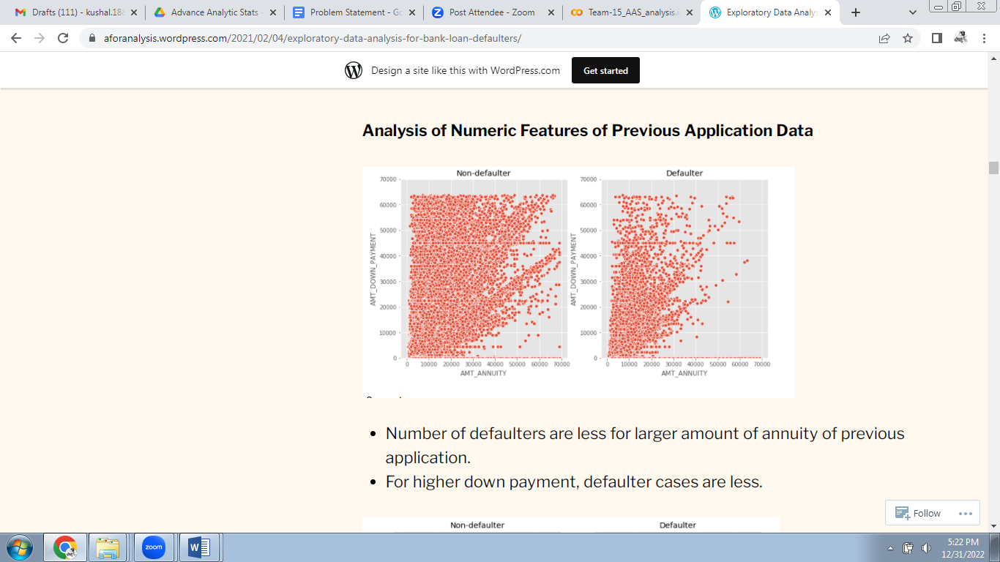 Drafts (111) - kushal.18
Advance Analytic Stats -
Problem Statement - Go
Post Attendee - Zoom
Team-15_AAS_analysis.i
Exploratory Data Analys
aforanalysis.wordpress.com/2021/02/04/exploratory-data-analysis-for-bank-loan-defaulters/
Design a site like this with WordPress.com
Get started
Analysis of Numeric Features of Previous Application Data
Non-defaulter
70000
60000
50000
40000
30000
20000
10000
0
AMT_DOWN_PAYMENT
0 10000 20000 30000 40000 50000 60000 70000
AMT_ANNUITY
Defaulter
70000
60000
50000
40000
30000
20000
10000
0
AMT_DOWN_PAYMENT
0 10000 20000 30000 40000 50000 60000 70000
AMT_ANNUITY
• Number of defaulters are less for larger amount of annuity of previous
application.
• For higher down payment, defaulter cases are less.
Follow
Non-defaulter
Defaulter
zoom
5:22 PM
12/31/2022